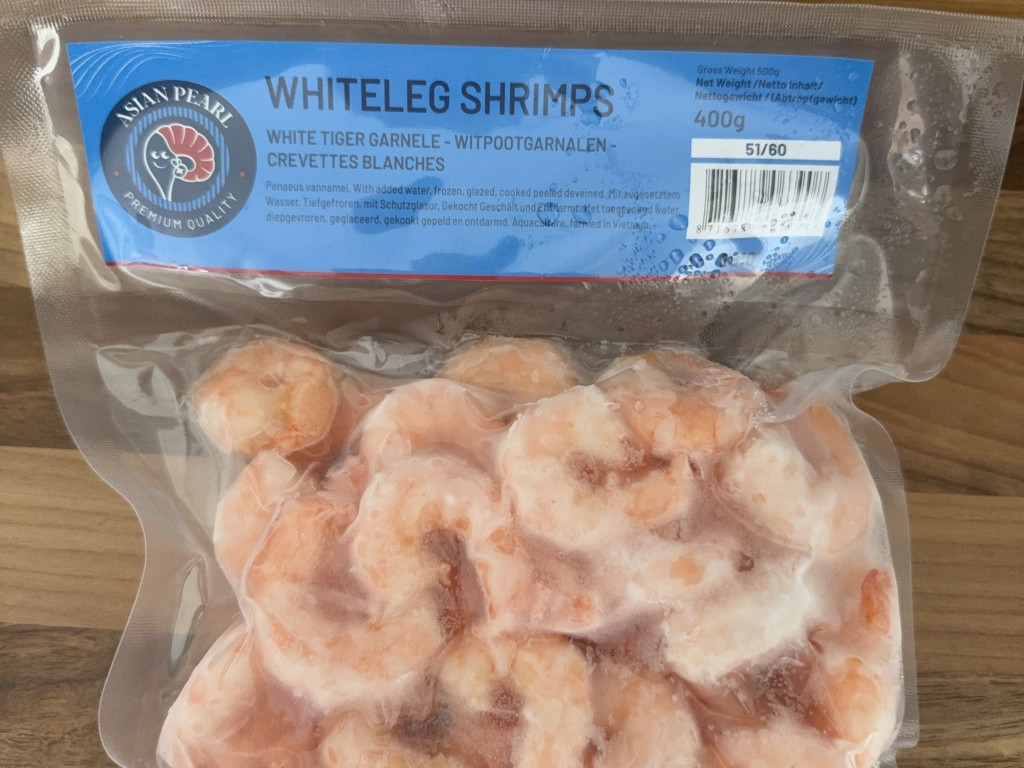 ASIAN PEARL
PREMIUM QUALITY
WHITELEG SHRIMPS
WHITE TIGER GARNELE - WITPOOTGARNALEN -
CREVETTES BLANCHES
Penaeus vannamei. With added water, frozen, glazed, cooked peeled deveined. Mit zugesetztem
Wasser, Tiefgefroren, mit Schutzglasur, Gekocht Geschält und Entdarmt. Met toegevoegd water,
diepgevroren, geglaceerd, gekookt gepeld en ontdarmd. Aquaculture, farmed in Vietnam.
Gross Weight 500g
Net Weight /Netto Inhalt/
Nettogewicht / (Abtropfgewicht)
400g
51/60